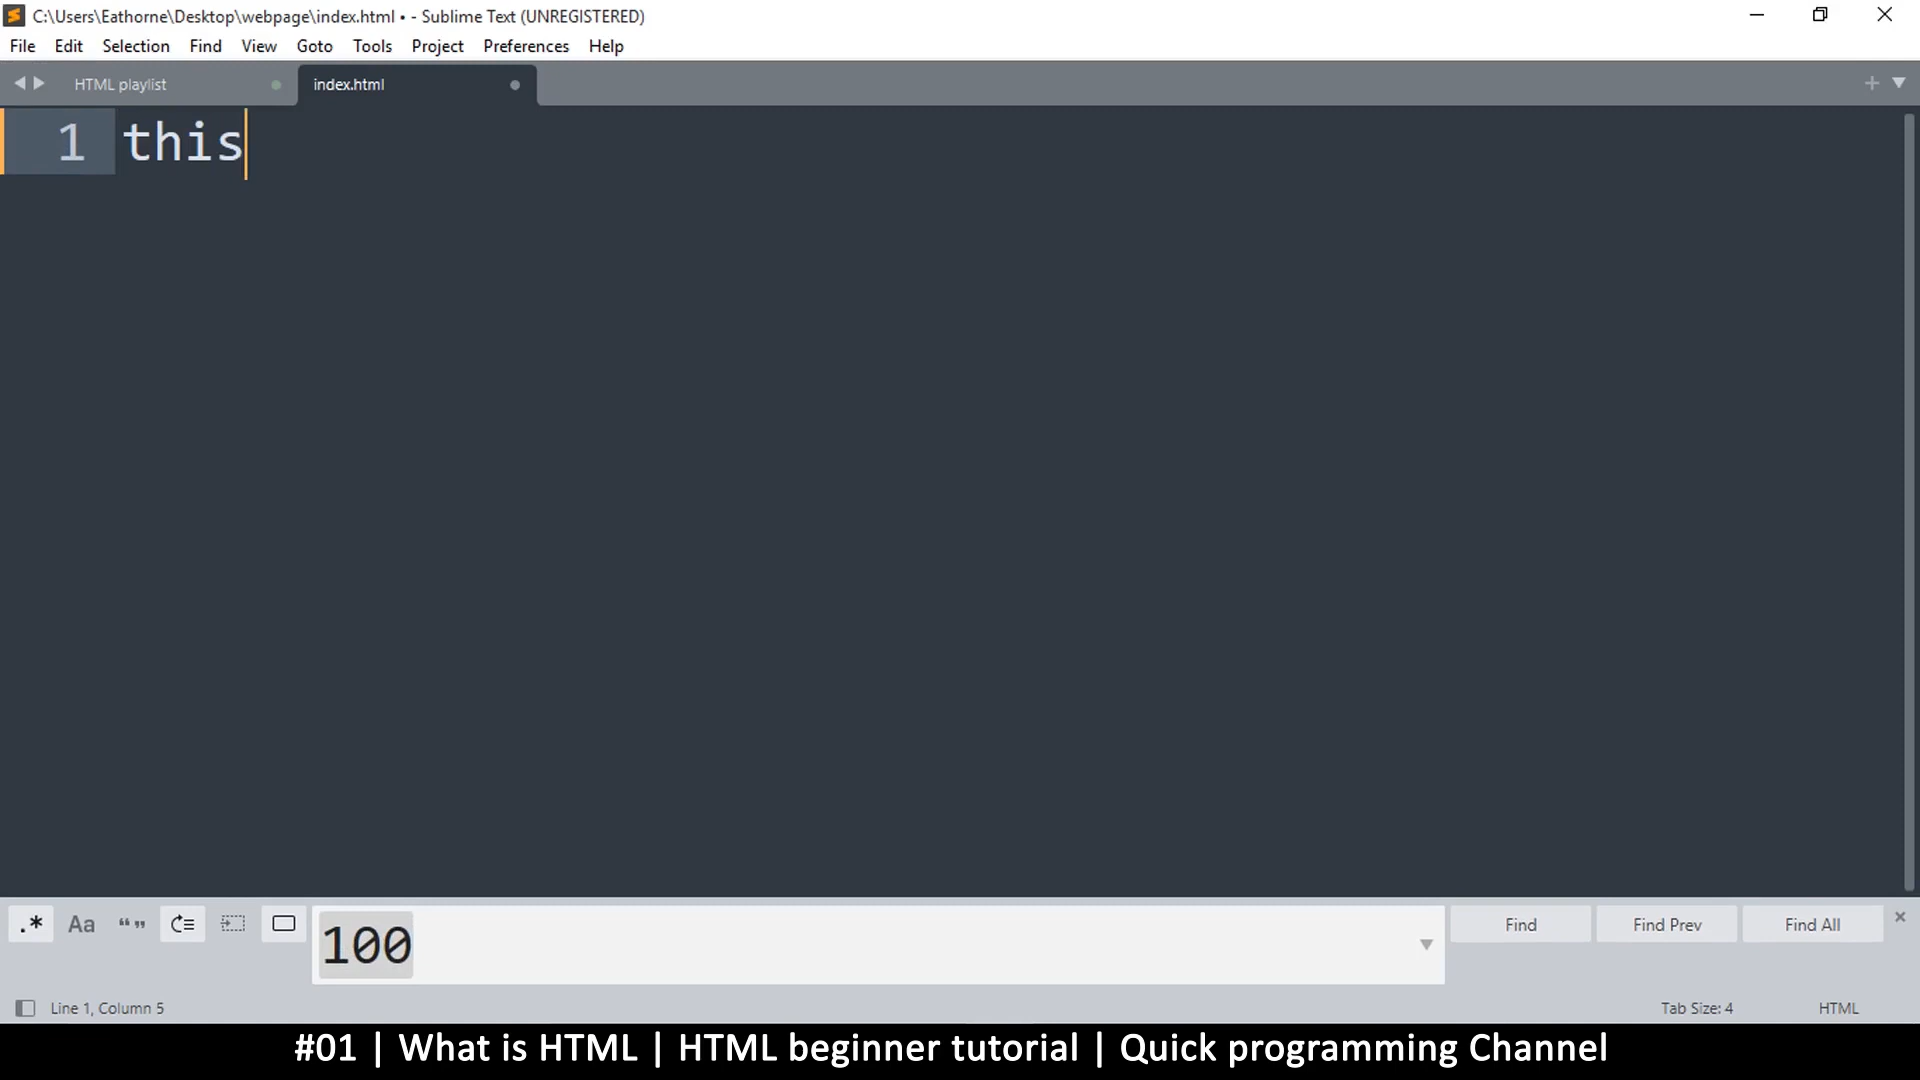 C:\Users\Eathorne\Desktop\webpage\index.html • - Sublime Text (UNREGISTERED)
File Edit Selection Find View Goto Tools Project Preferences Help
HTML playlist index.html
1 this
.* Aa “” 100 Find Find Prev Find All
Line 1, Column 5 Tab Size: 4 HTML
#01 | What is HTML | HTML beginner tutorial | Quick programming Channel